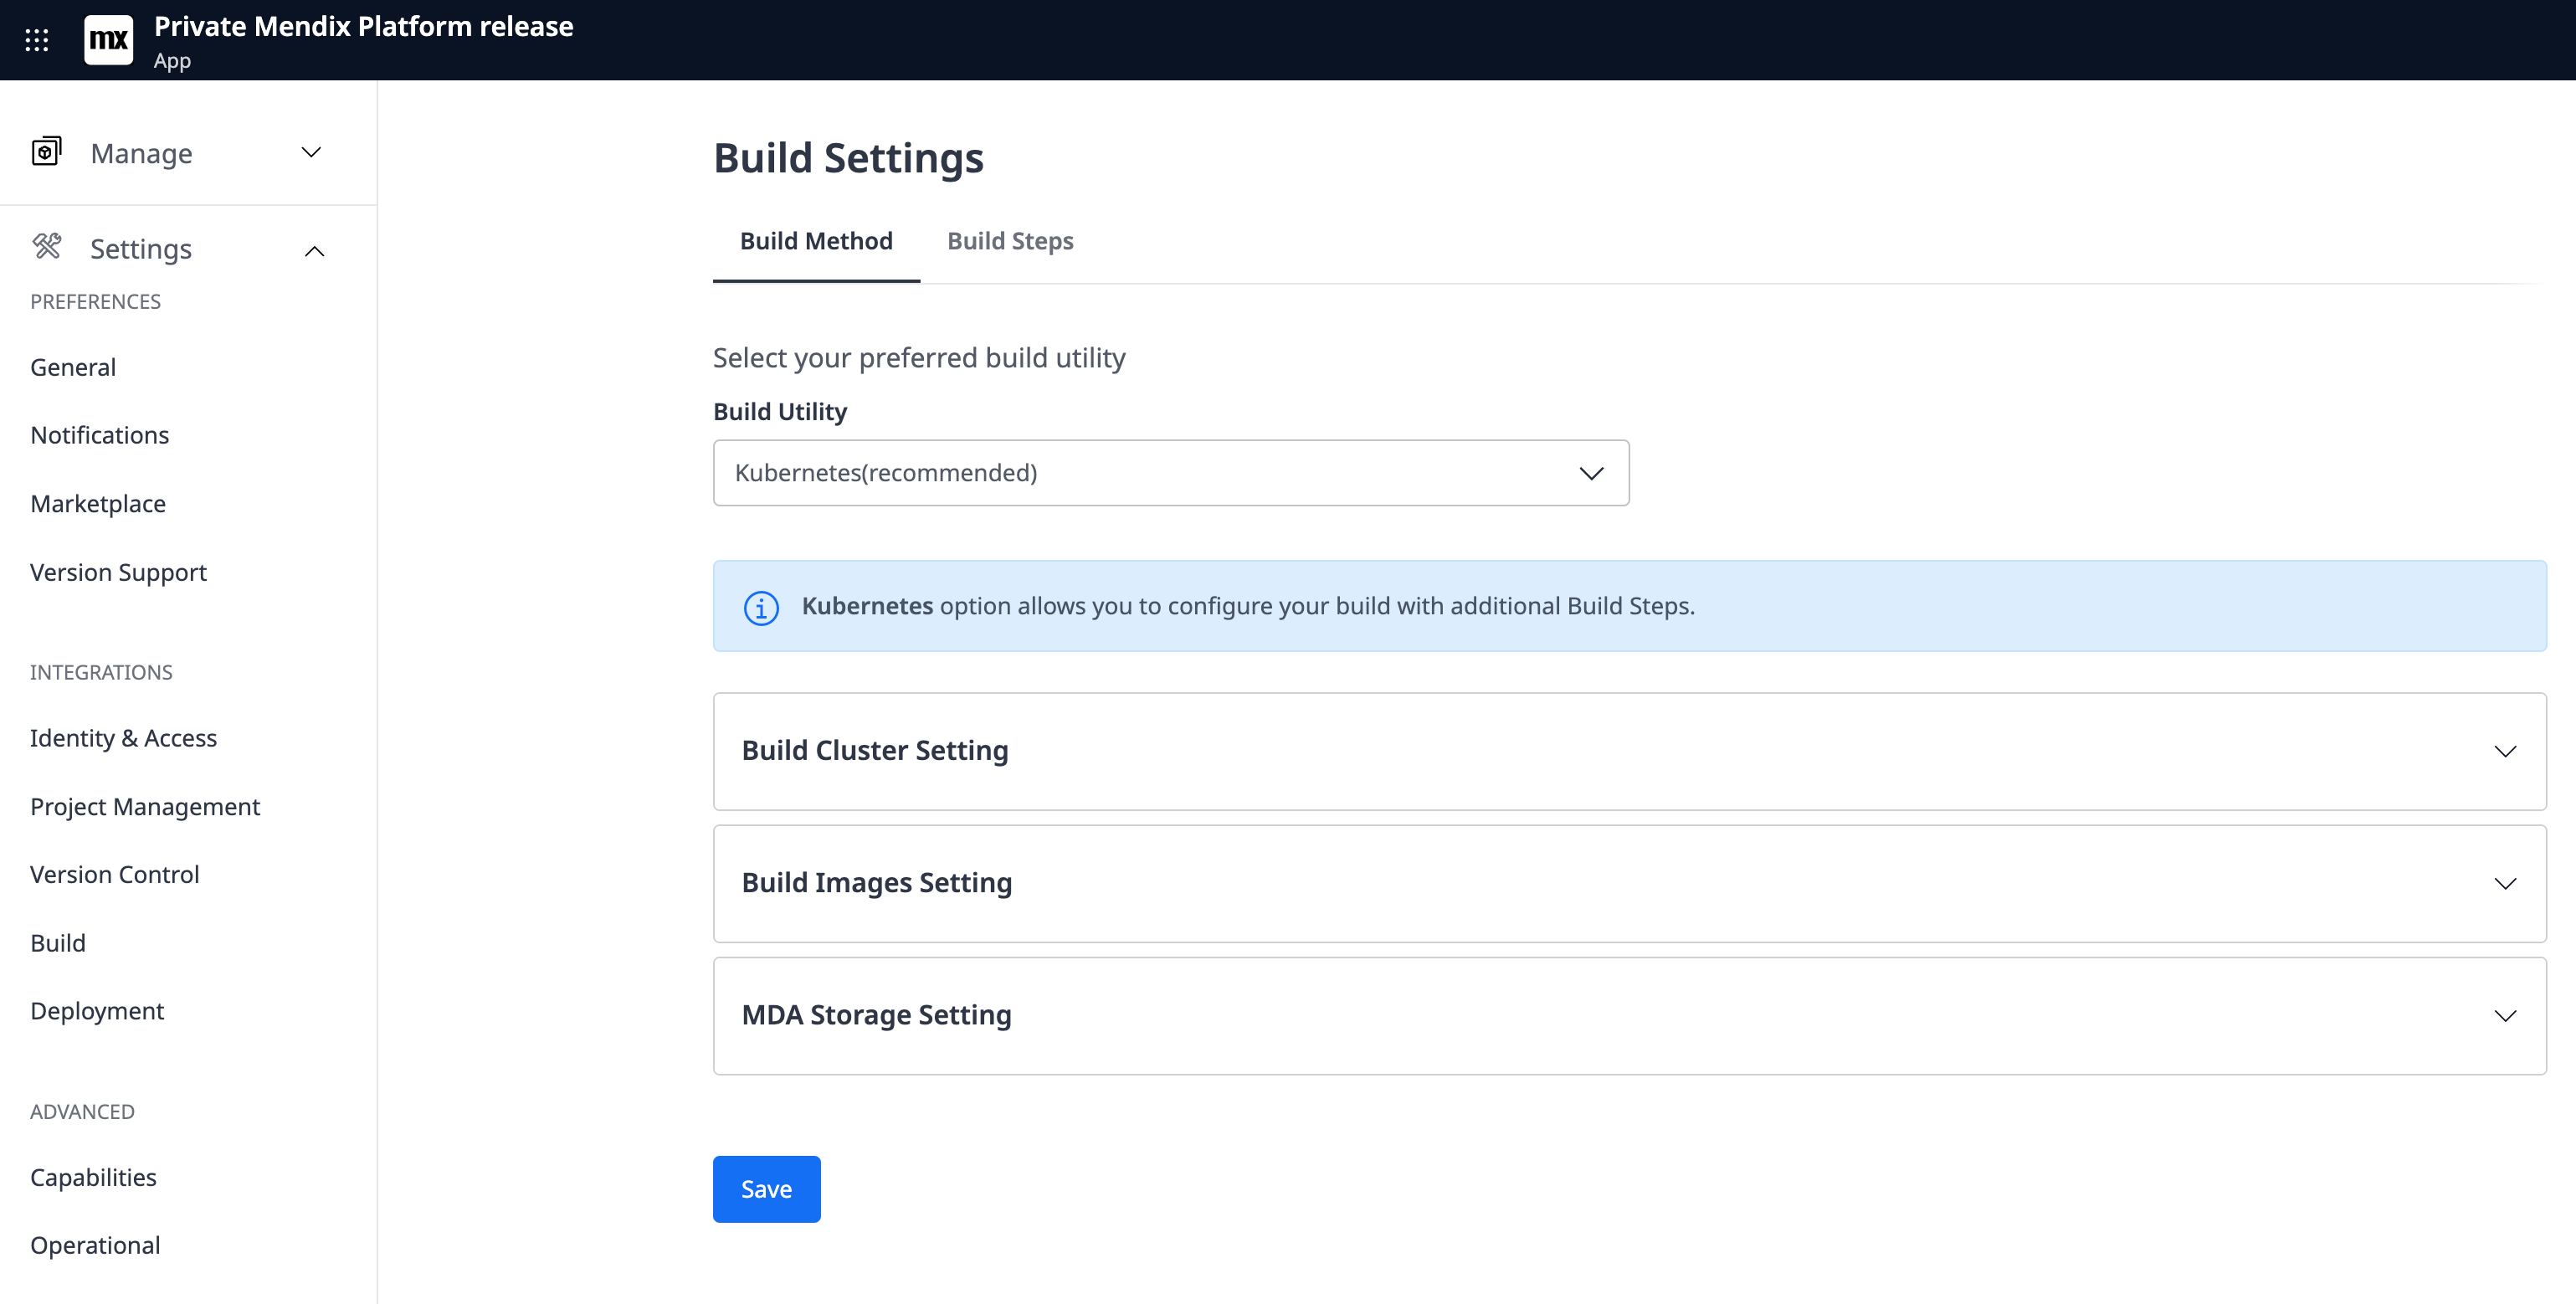 mx
Private Mendix Platform release
App
Manage
Settings
PREFERENCES
General
Notifications
Marketplace
Version Support
INTEGRATIONS
Identity & Access
Project Management
Version Control
Build
Deployment
ADVANCED
Capabilities
Operational
Build Settings
Build Method
Build Steps
Select your preferred build utility
Build Utility
Kubernetes(recommended)
Kubernetes option allows you to configure your build with additional Build Steps.
Build Cluster Setting
Build Images Setting
MDA Storage Setting
Save